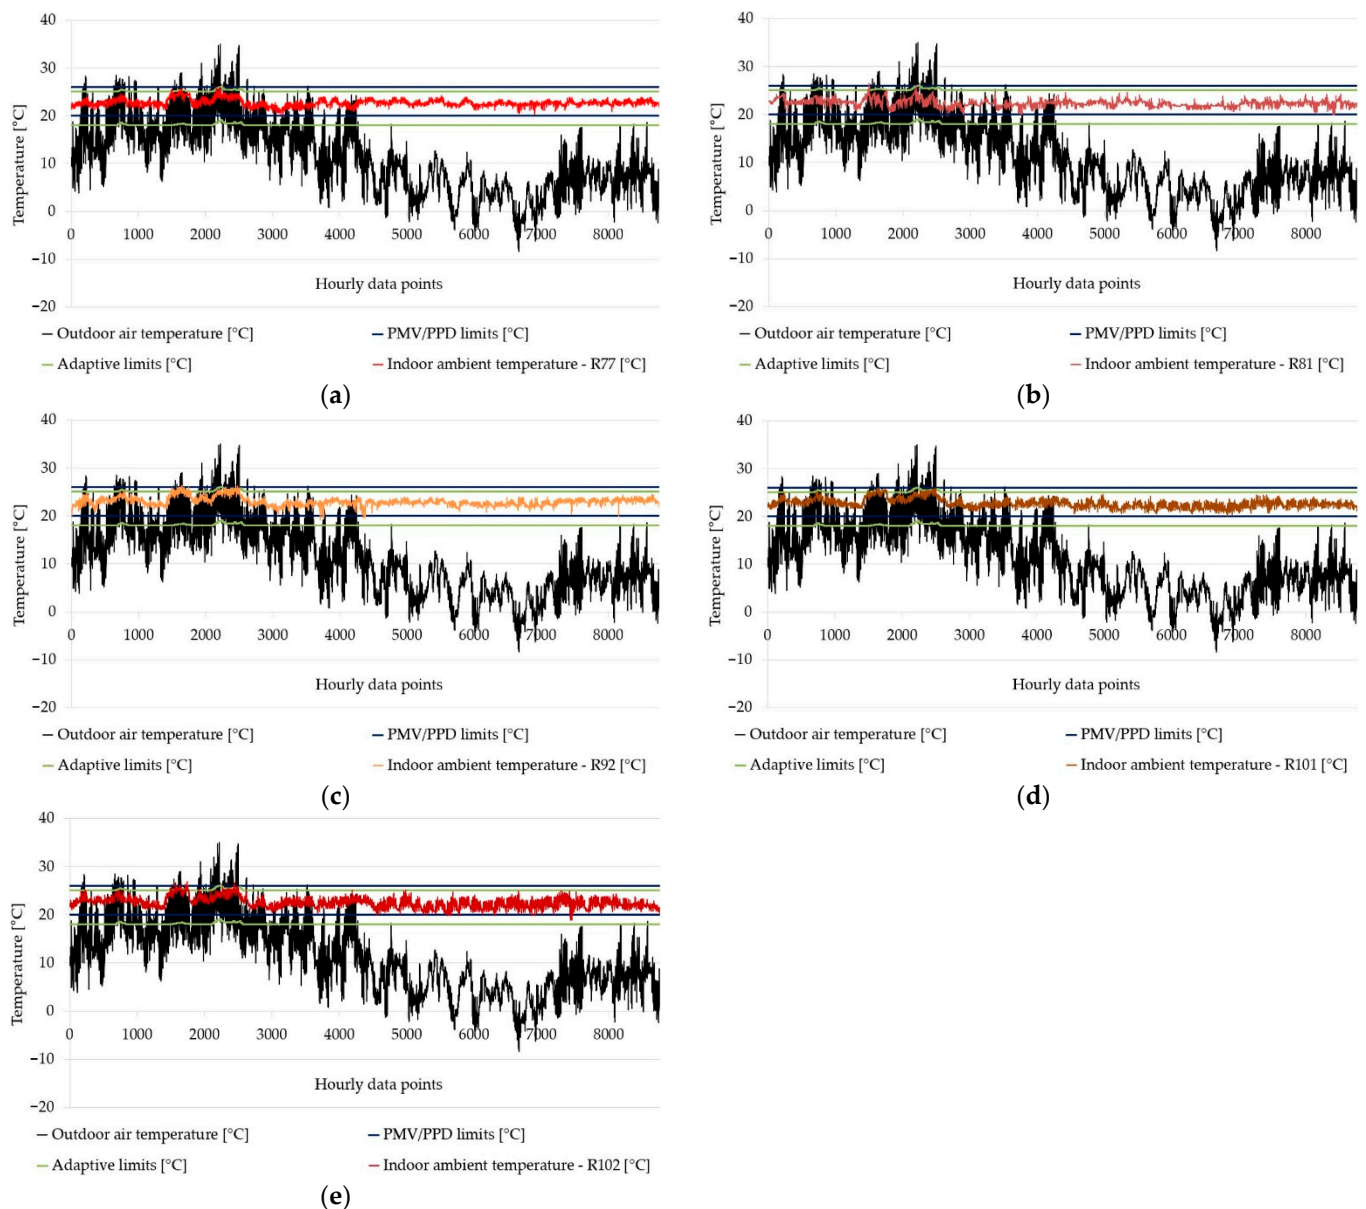 40
30
20
10
0
−10
−20
Temperature [°C]
0 1000 2000 3000 4000 5000 6000 7000 8000
Hourly data points
Outdoor air temperature [°C] PMV/PPD limits [°C]
Adaptive limits [°C] Indoor ambient temperature - R77 [°C]
(a)
40
30
20
10
0
−10
−20
Temperature [°C]
0 1000 2000 3000 4000 5000 6000 7000 8000
Hourly data points
Outdoor air temperature [°C] PMV/PPD limits [°C]
Adaptive limits [°C] Indoor ambient temperature - R81 [°C]
(b)
40
30
20
10
0
−10
−20
Temperature [°C]
0 1000 2000 3000 4000 5000 6000 7000 8000
Hourly data points
Outdoor air temperature [°C] PMV/PPD limits [°C]
Adaptive limits [°C] Indoor ambient temperature - R92 [°C]
(c)
40
30
20
10
0
−10
−20
Temperature [°C]
0 1000 2000 3000 4000 5000 6000 7000 8000
Hourly data points
Outdoor air temperature [°C] PMV/PPD limits [°C]
Adaptive limits [°C] Indoor ambient temperature - R101 [°C]
(d)
40
30
20
10
0
−10
−20
Temperature [°C]
0 1000 2000 3000 4000 5000 6000 7000 8000
Hourly data points
Outdoor air temperature [°C] PMV/PPD limits [°C]
Adaptive limits [°C] Indoor ambient temperature - R102 [°C]
(e)